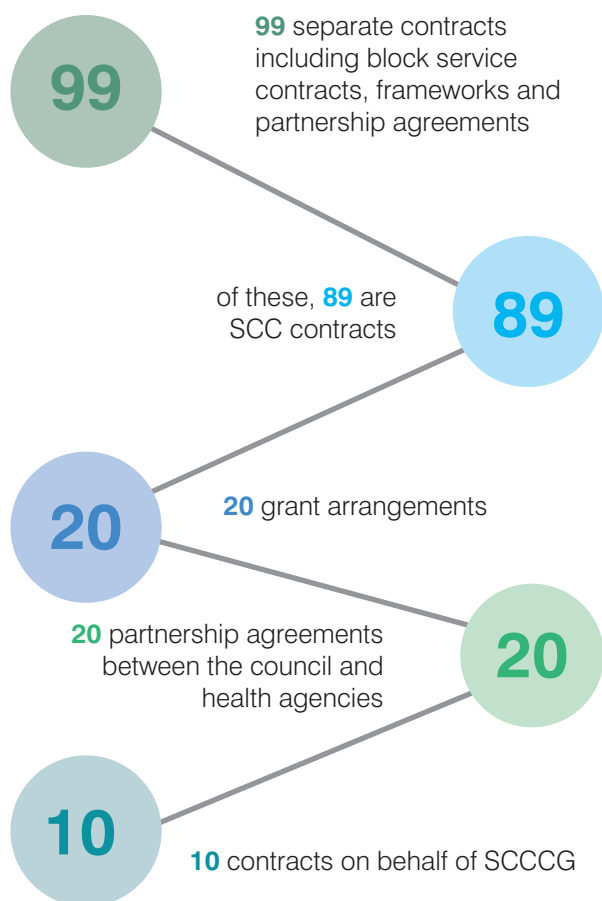 99
99 separate contracts
including block service
contracts, frameworks and
partnership agreements
of these, 89 are
SCC contracts
89
20
20 grant arrangements
20 partnership agreements
between the council and
health agencies
20
10
10 contracts on behalf of SCCCG